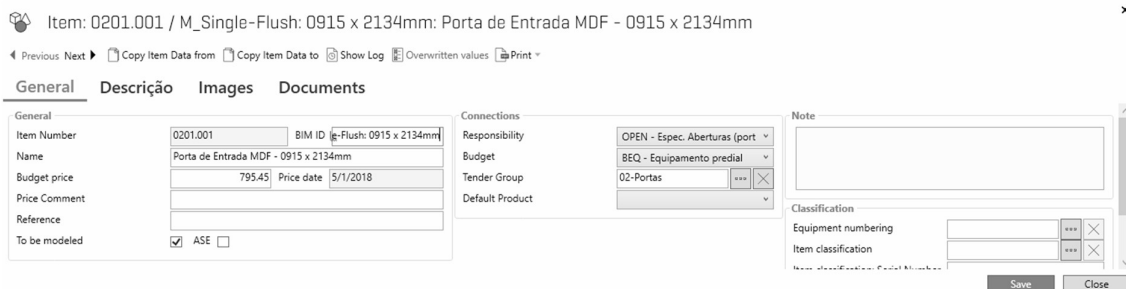 Item: 0201.001 / M_Single-Flush: 0915 x 2134mm: Porta de Entrada MDF - 0915 x 2134mm
Previous Next Copy Item Data from Copy Item Data to Show Log Overwritten values Print
General Descrição Images Documents
General
Item Number 0201.001 BIM ID e-Flush: 0915 x 2134mm
Name Porta de Entrada MDF - 0915 x 2134mm
Budget price 795.45 Price date 5/1/2018
Price Comment
Reference
To be modeled ASE
Connections
Responsibility OPEN - Espec. Aberturas (port
Budget BEQ - Equipamento predial
Tender Group 02-Portas
Default Product
Note
Classification
Equipment numbering
Item classification
Item classification: Serial Number
Save Close